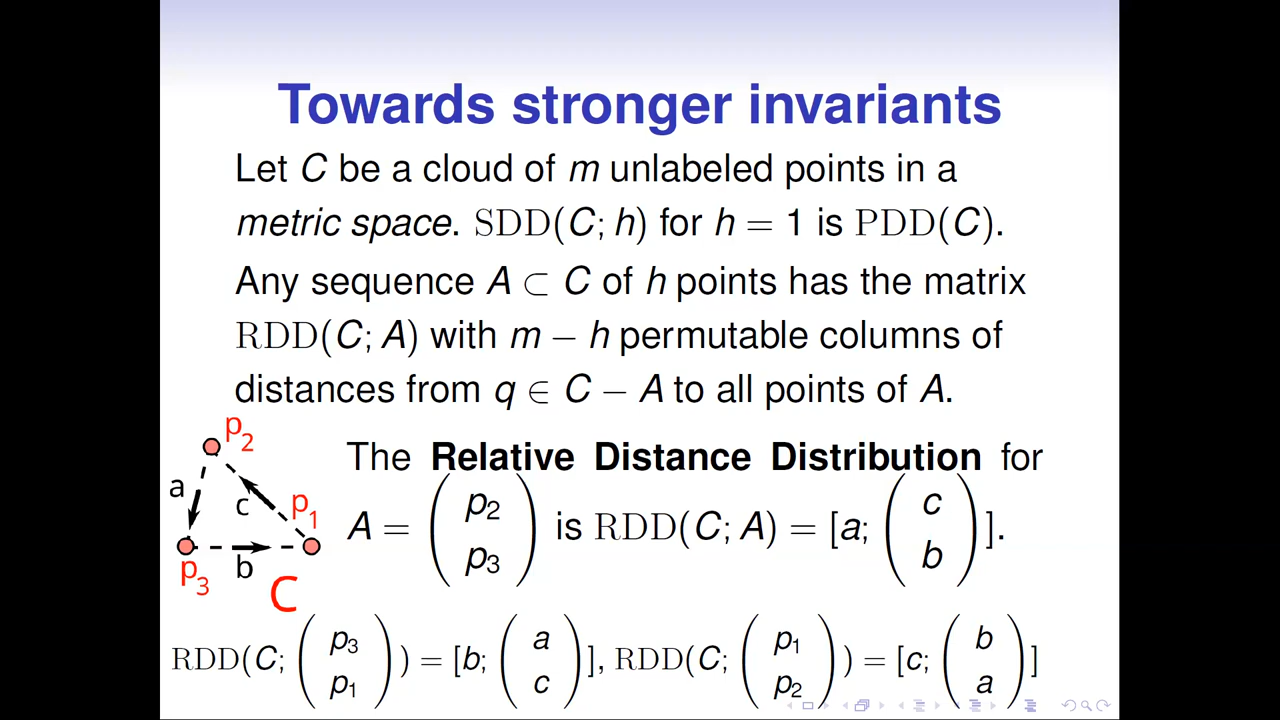 Towards stronger invariants
Let C be a cloud of m unlabeled points in a
metric space. SDD(C; h) for h = 1 is PDD(C).
Any sequence A ⊂ C of h points has the matrix
RDD(C; A) with m − h permutable columns of
distances from q ∈ C − A to all points of A.
p2
a
c
p1
p3
b
C
The Relative Distance Distribution for
A = ( p2 p3 ) is RDD(C; A) = [a; ( c b ) ].
RDD(C; ( p3 p1 ) ) = [b; ( a c ) ], RDD(C; ( p1 p2 ) ) = [c; ( b a ) ]